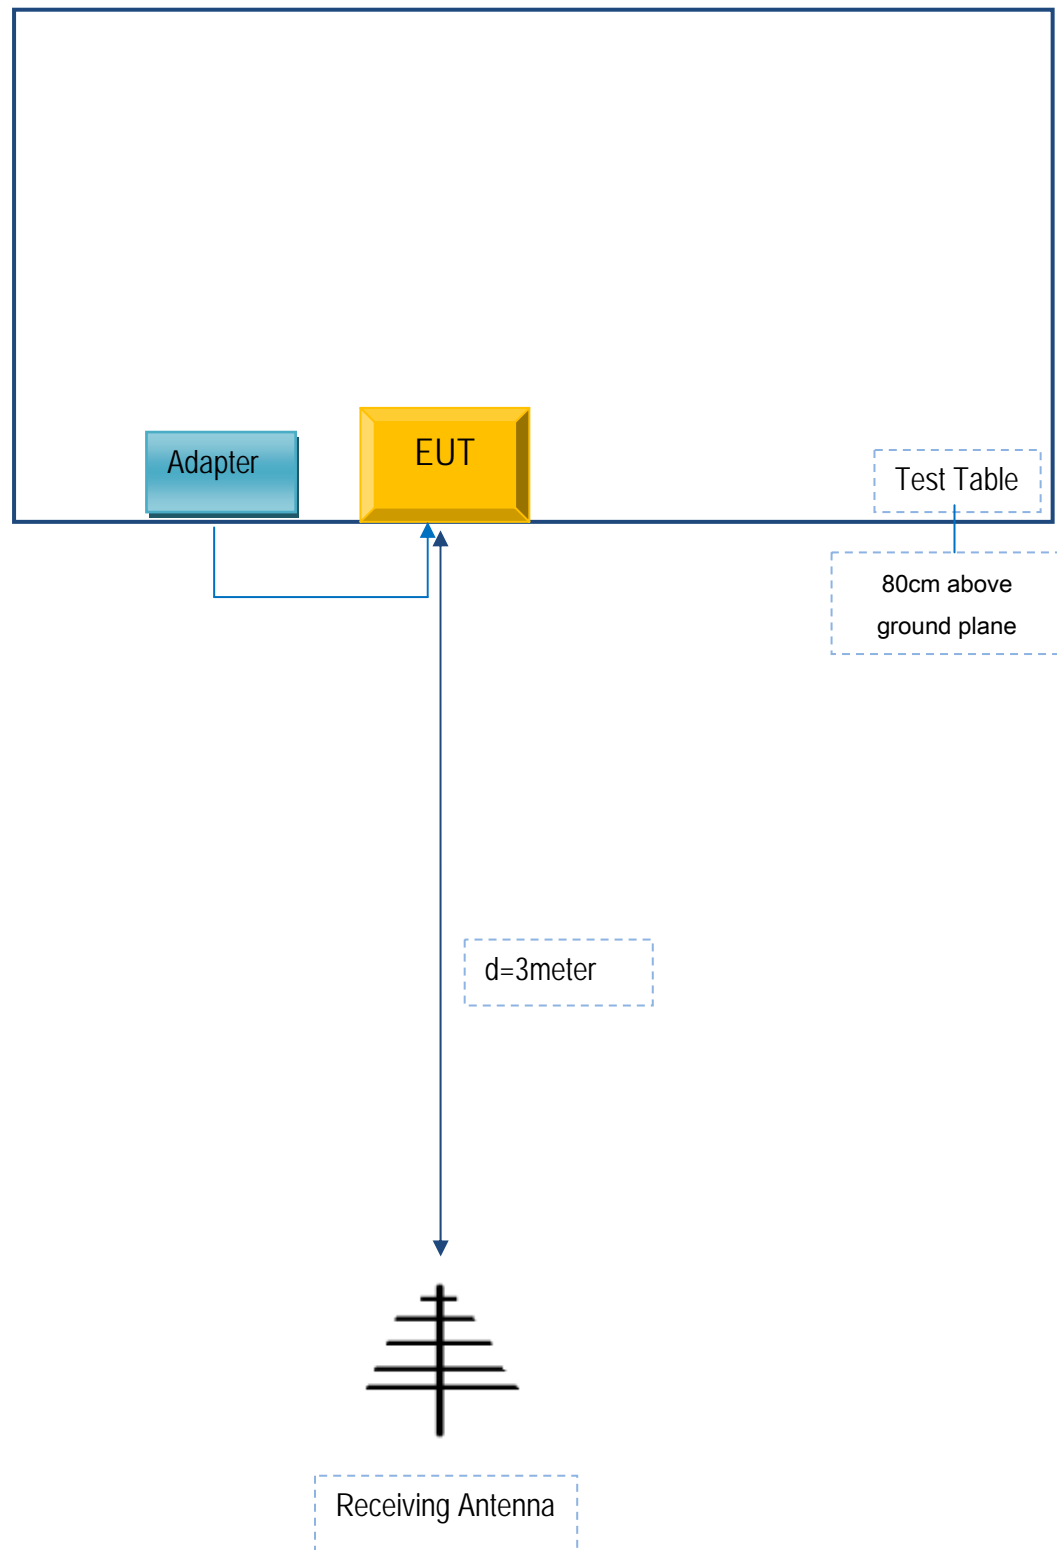 EUT
Adapter
Test Table
80cm above
ground plane
d=3meter
Receiving Antenna